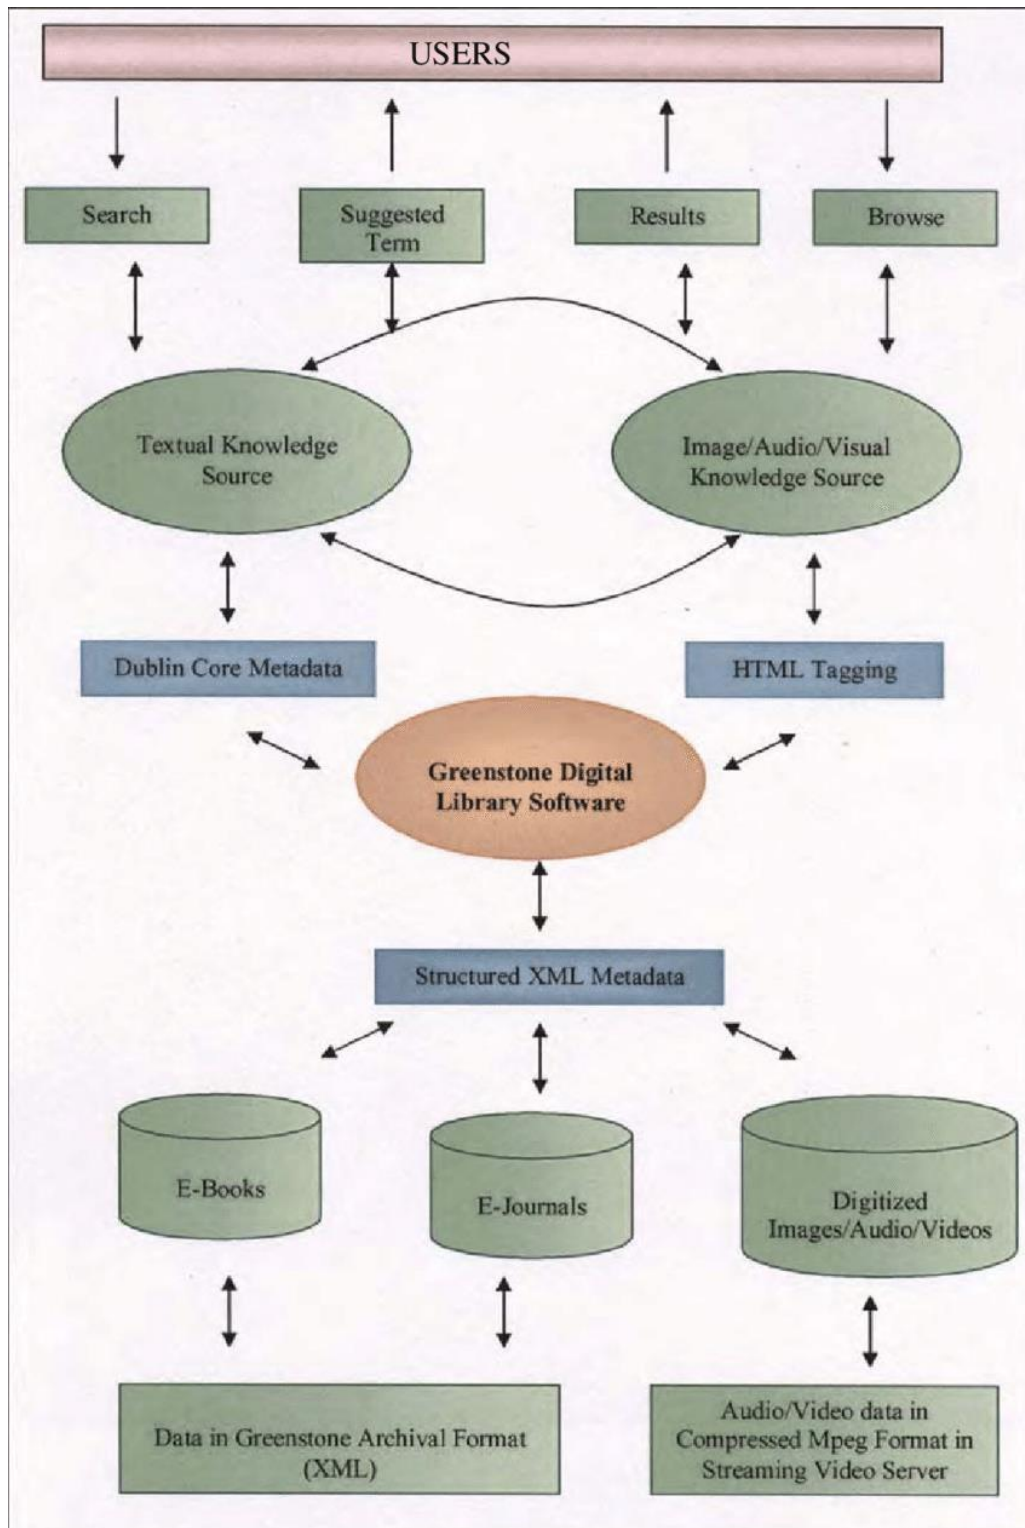 USERS
Search
Suggested
Term
Results
Browse
Textual Knowledge
Source
Image/Audio/Visual
Knowledge Source
Dublin Core Metadata
HTML Tagging
Greenstone Digital
Library Software
Structured XML Metadata
E-Books
E-Journals
Digitized
Images/Audio/Videos
Data in Greenstone Archival Format
(XML)
Audio/Video data in
Compressed Mpeg Format in
Streaming Video Server